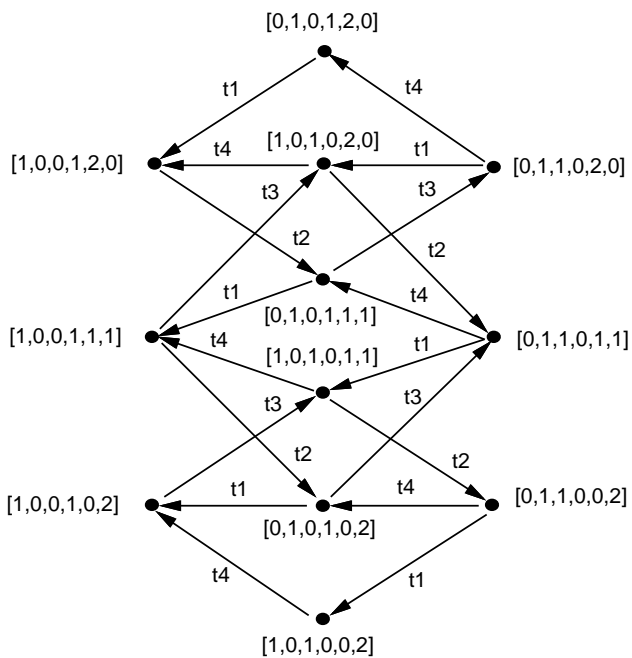 [0,1,0,1,2,0]
t1
t4
[1,0,0,1,2,0]
t4
[1,0,1,0,2,0]
t1
[0,1,1,0,2,0]
t3
t3
t2
t2
t1
t4
[0,1,0,1,1,1]
[1,0,0,1,1,1]
[0,1,1,0,1,1]
t4
[1,0,1,0,1,1]
t1
t3
t3
t2
t2
[1,0,0,1,0,2]
t1
t4
[0,1,1,0,0,2]
[0,1,0,1,0,2]
t4
t1
[1,0,1,0,0,2]